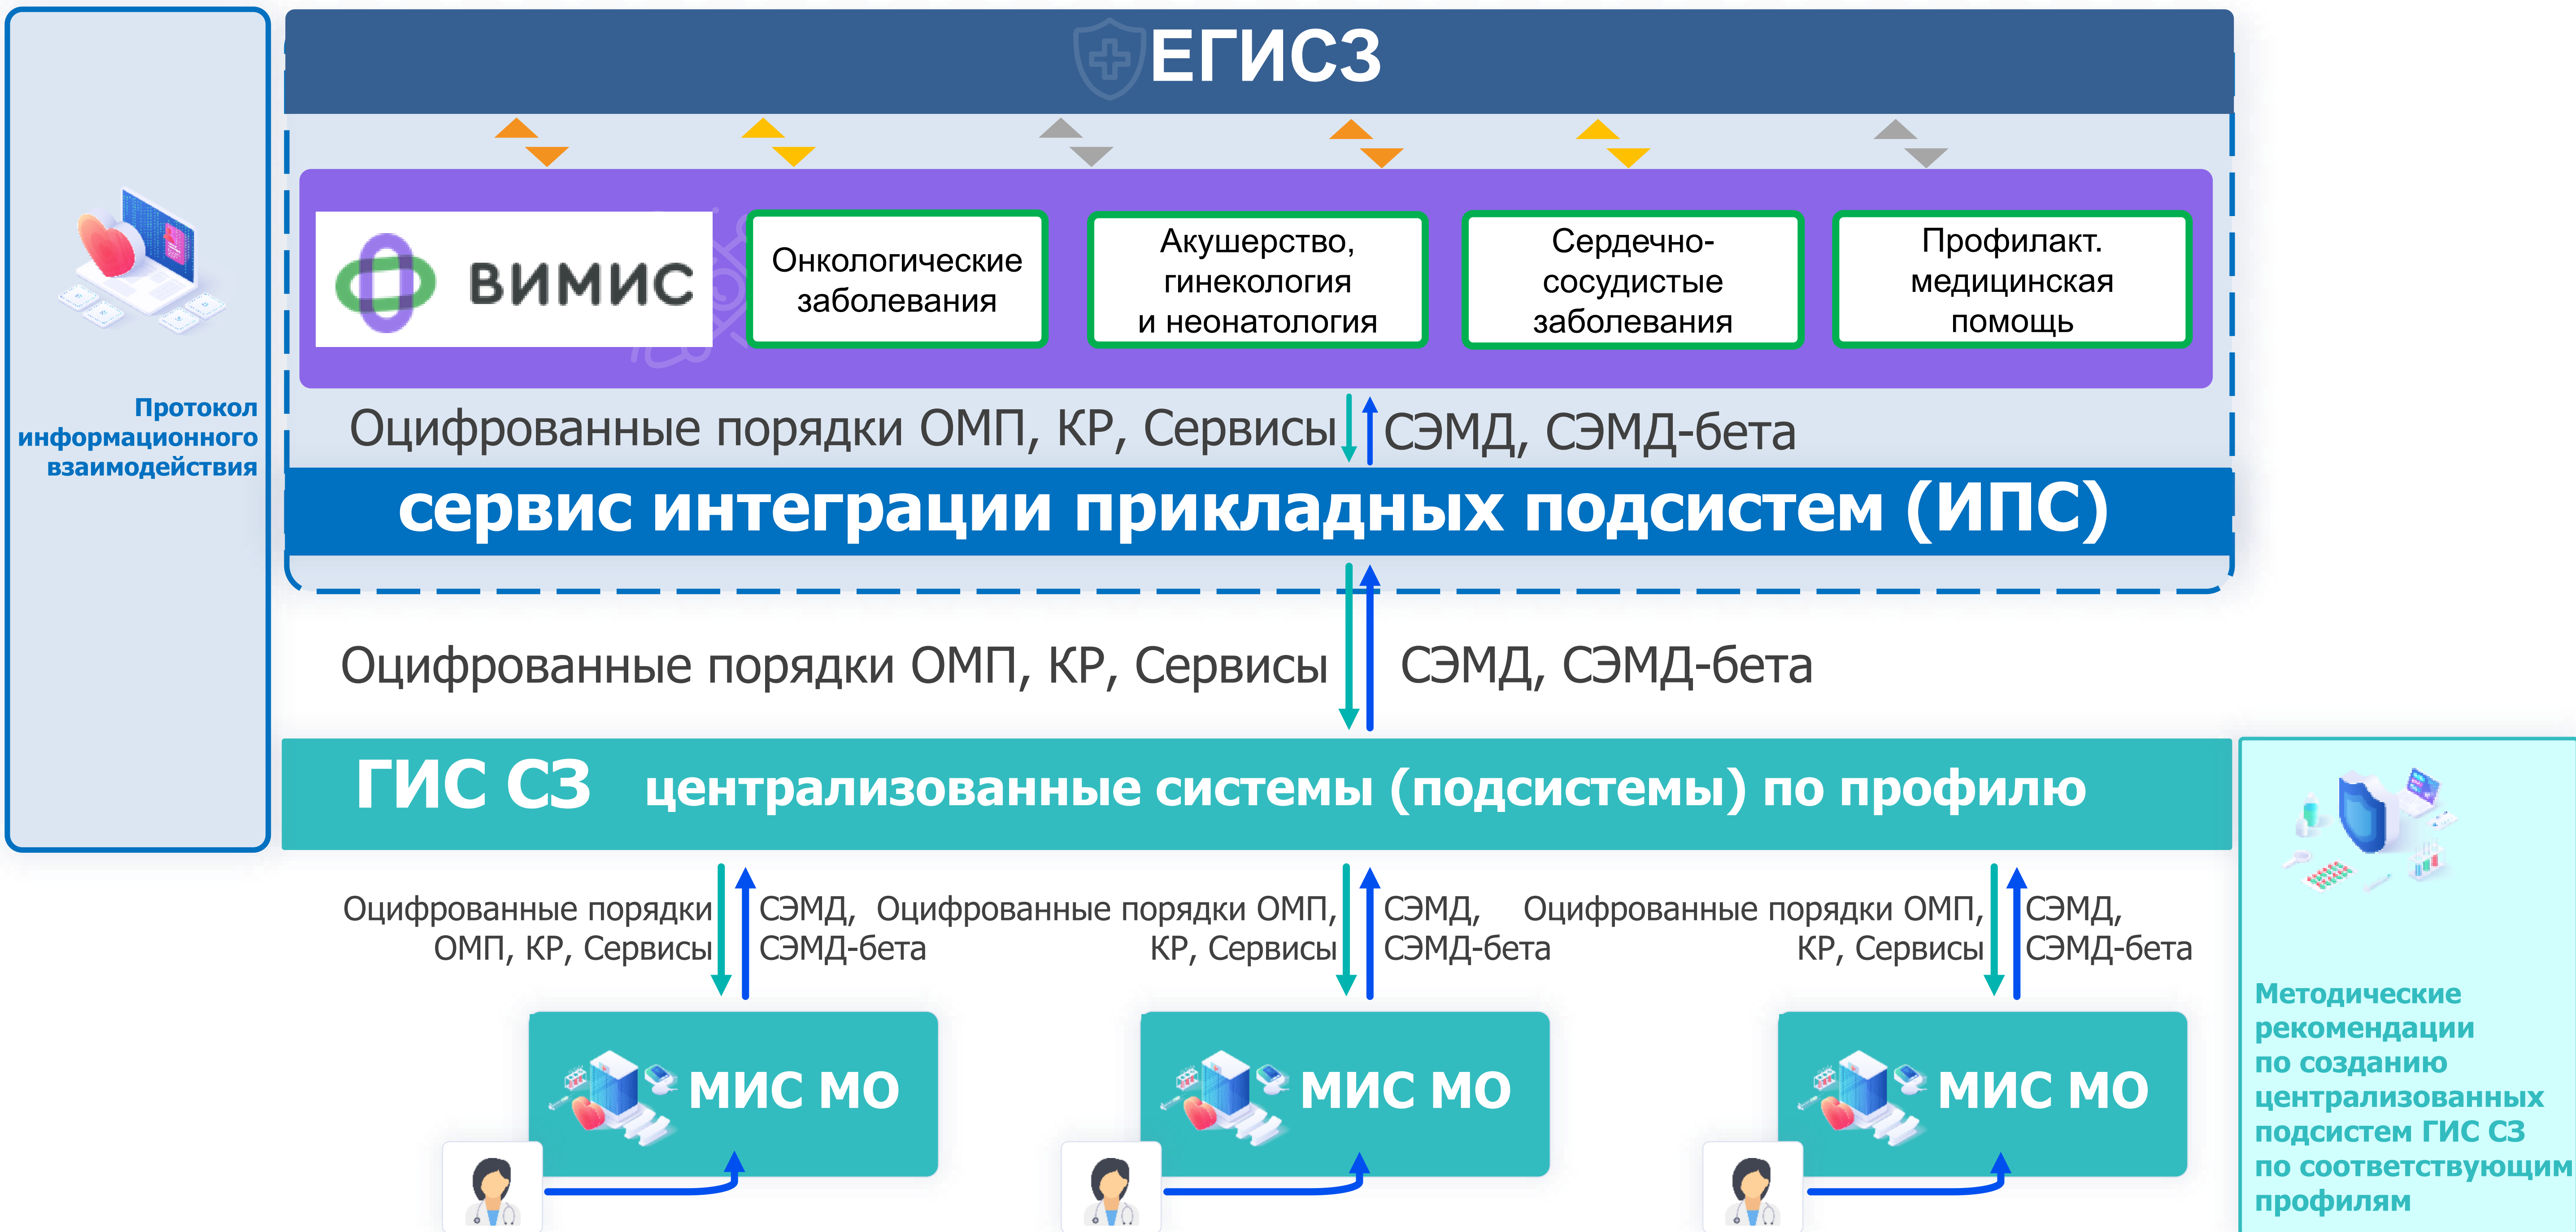 ЕГИСЗ
ВИМИС
Онкологические
заболевания
Акушерство,
гинекология
и неонатология
Сердечно-
сосудистые
заболевания
Профилакт.
медицинская
помощь
Протокол
информационного
взаимодействия
Оцифрованные порядки ОМП, КР, Сервисы
СЭМД, СЭМД-бета
сервис интеграции прикладных подсистем (ИПС)
Оцифрованные порядки ОМП, КР, Сервисы
СЭМД, СЭМД-бета
ГИС СЗ централизованные системы (подсистемы) по профилю
Оцифрованные порядки
ОМП, КР, Сервисы
СЭМД,
СЭМД-бета
Оцифрованные порядки ОМП,
КР, Сервисы
СЭМД,
СЭМД-бета
Оцифрованные порядки ОМП,
КР, Сервисы
СЭМД,
СЭМД-бета
МИС МО
МИС МО
МИС МО
Методические
рекомендации
по созданию
централизованных
подсистем ГИС СЗ
по соответствующим
профилям